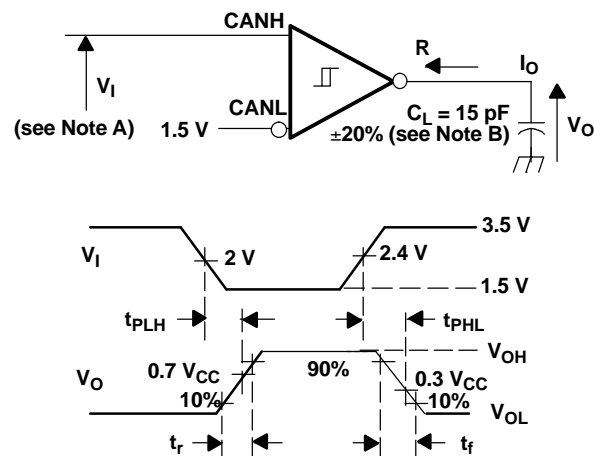 CANH
R
I_O
V_I
(see Note A)
CANL
1.5 V
C_L = 15 pF
±20% (see Note B)
V_O
V_I
2 V
2.4 V
3.5 V
1.5 V
t_PLH
t_PHL
V_O
0.7 V_CC
10%
90%
V_OH
0.3 V_CC
10%
V_OL
t_r
t_f